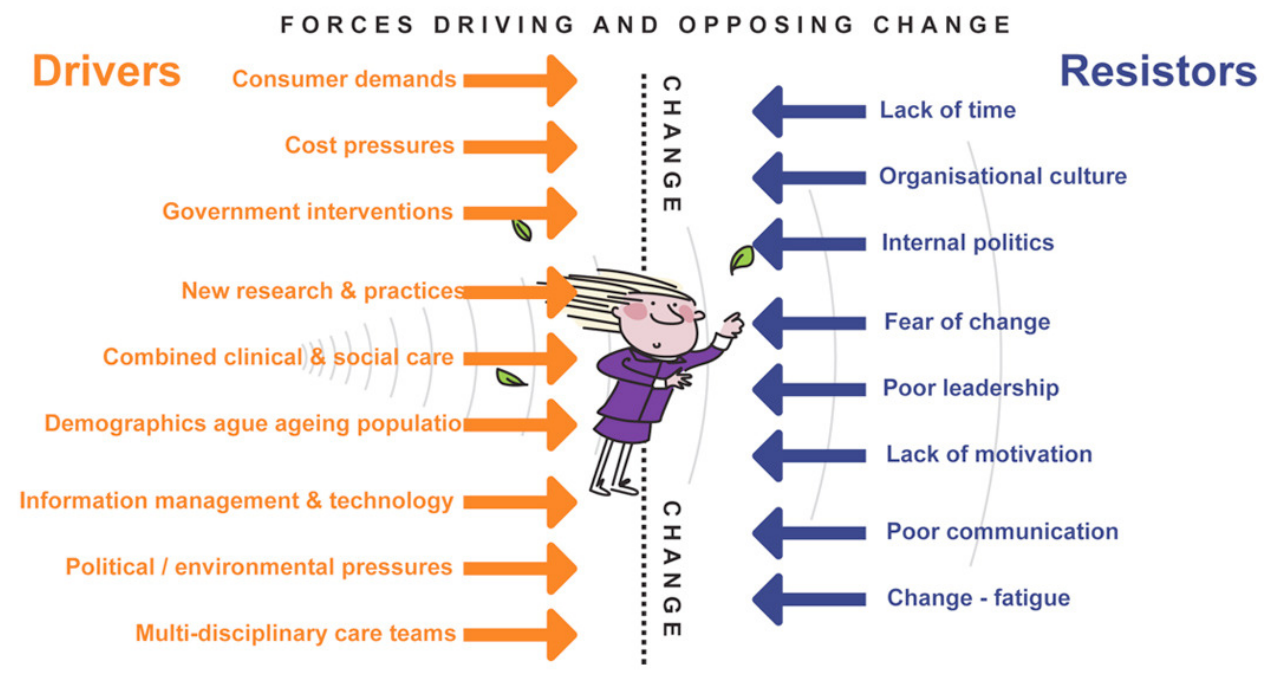 FORCES DRIVING AND OPPOSING CHANGE
Drivers
Consumer demands
Cost pressures
Government interventions
New research & practices
Combined clinical & social care
Demographics ague ageing populatio
Information management & technology
Political / environmental pressures
Multi-disciplinary care teams
CHANGE
CHANGE
Resistors
Lack of time
Organisational culture
Internal politics
Fear of change
Poor leadership
Lack of motivation
Poor communication
Change - fatigue